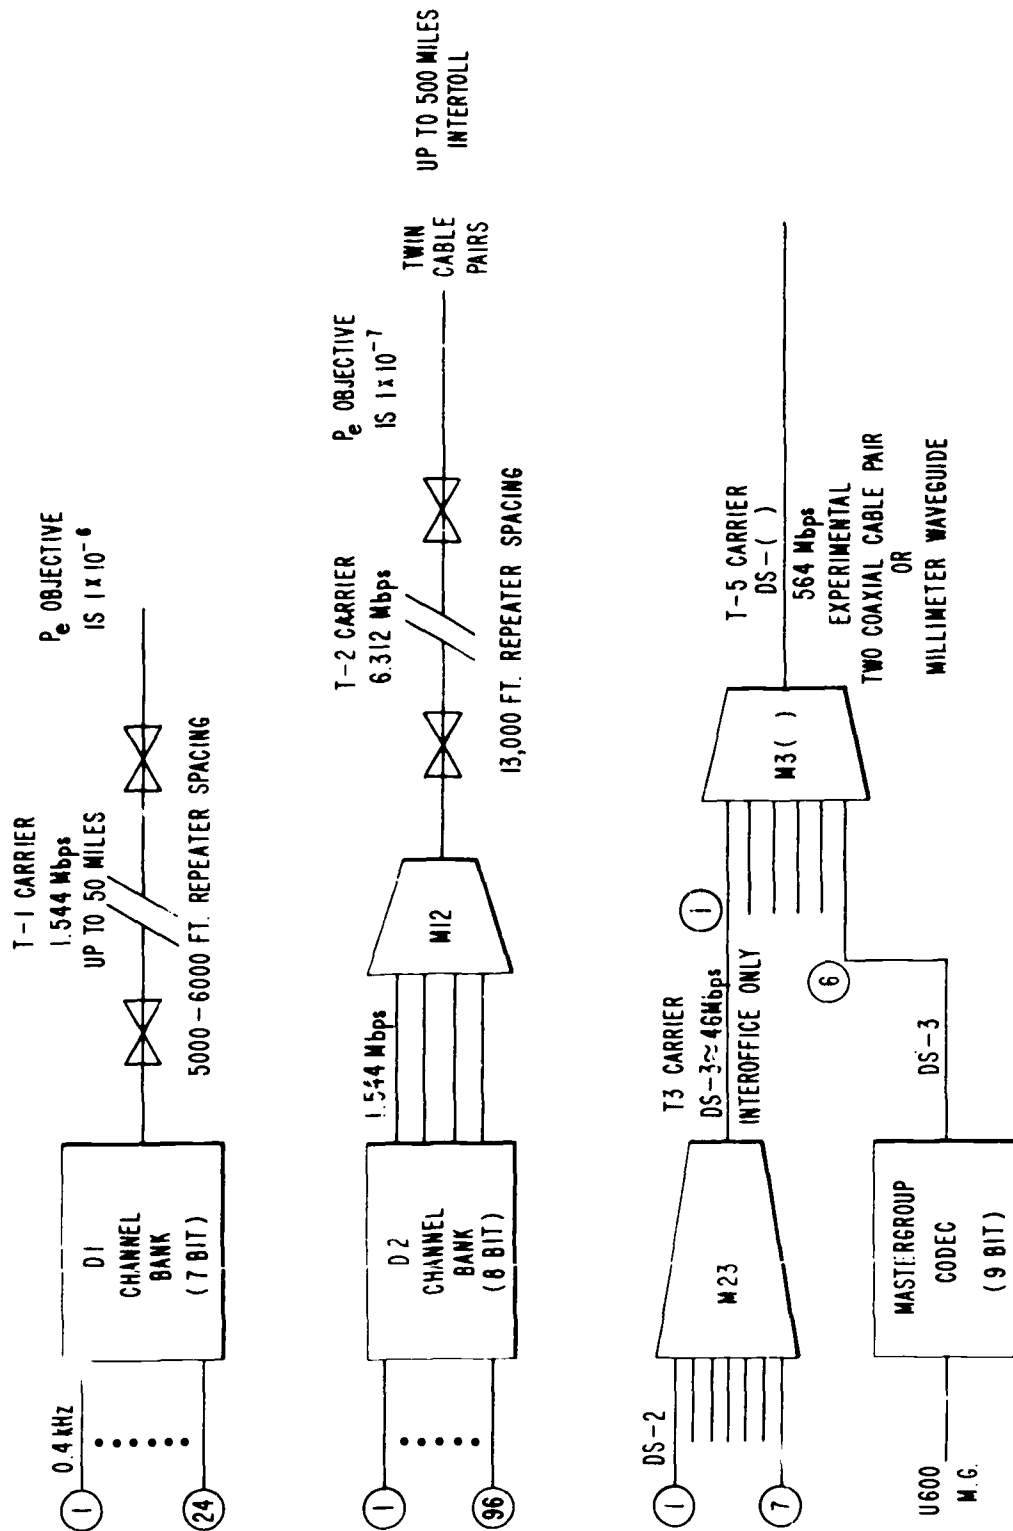 T-1 CARRIER
1.544 Mbps
UP TO 50 MILES
Pe OBJECTIVE
IS 1 x 10-6
0.4 kHz
1
24
D1
CHANNEL
BANK
(7 BIT)
5000-6000 FT. REPEATER SPACING
T-2 CARRIER
6.312 Mbps
Pe OBJECTIVE
IS 1 x 10-7
TWIN
CABLE
PAIRS
UP TO 500 MILES
INTERTOLL
1
96
D2
CHANNEL
BANK
(8 BIT)
1.544 Mbps
M12
13,000 FT. REPEATER SPACING
DS-2
1
7
M23
T3 CARRIER
DS-3≈46Mbps
INTEROFFICE ONLY
1
6
M3( )
T-5 CARRIER
DS-( )
564 Mbps
EXPERIMENTAL
TWO COAXIAL CABLE PAIR
OR
MILLIMETER WAVEGUIDE
U600
M.G.
MASTERGROUP
CODEC
(9 BIT)
DS-3